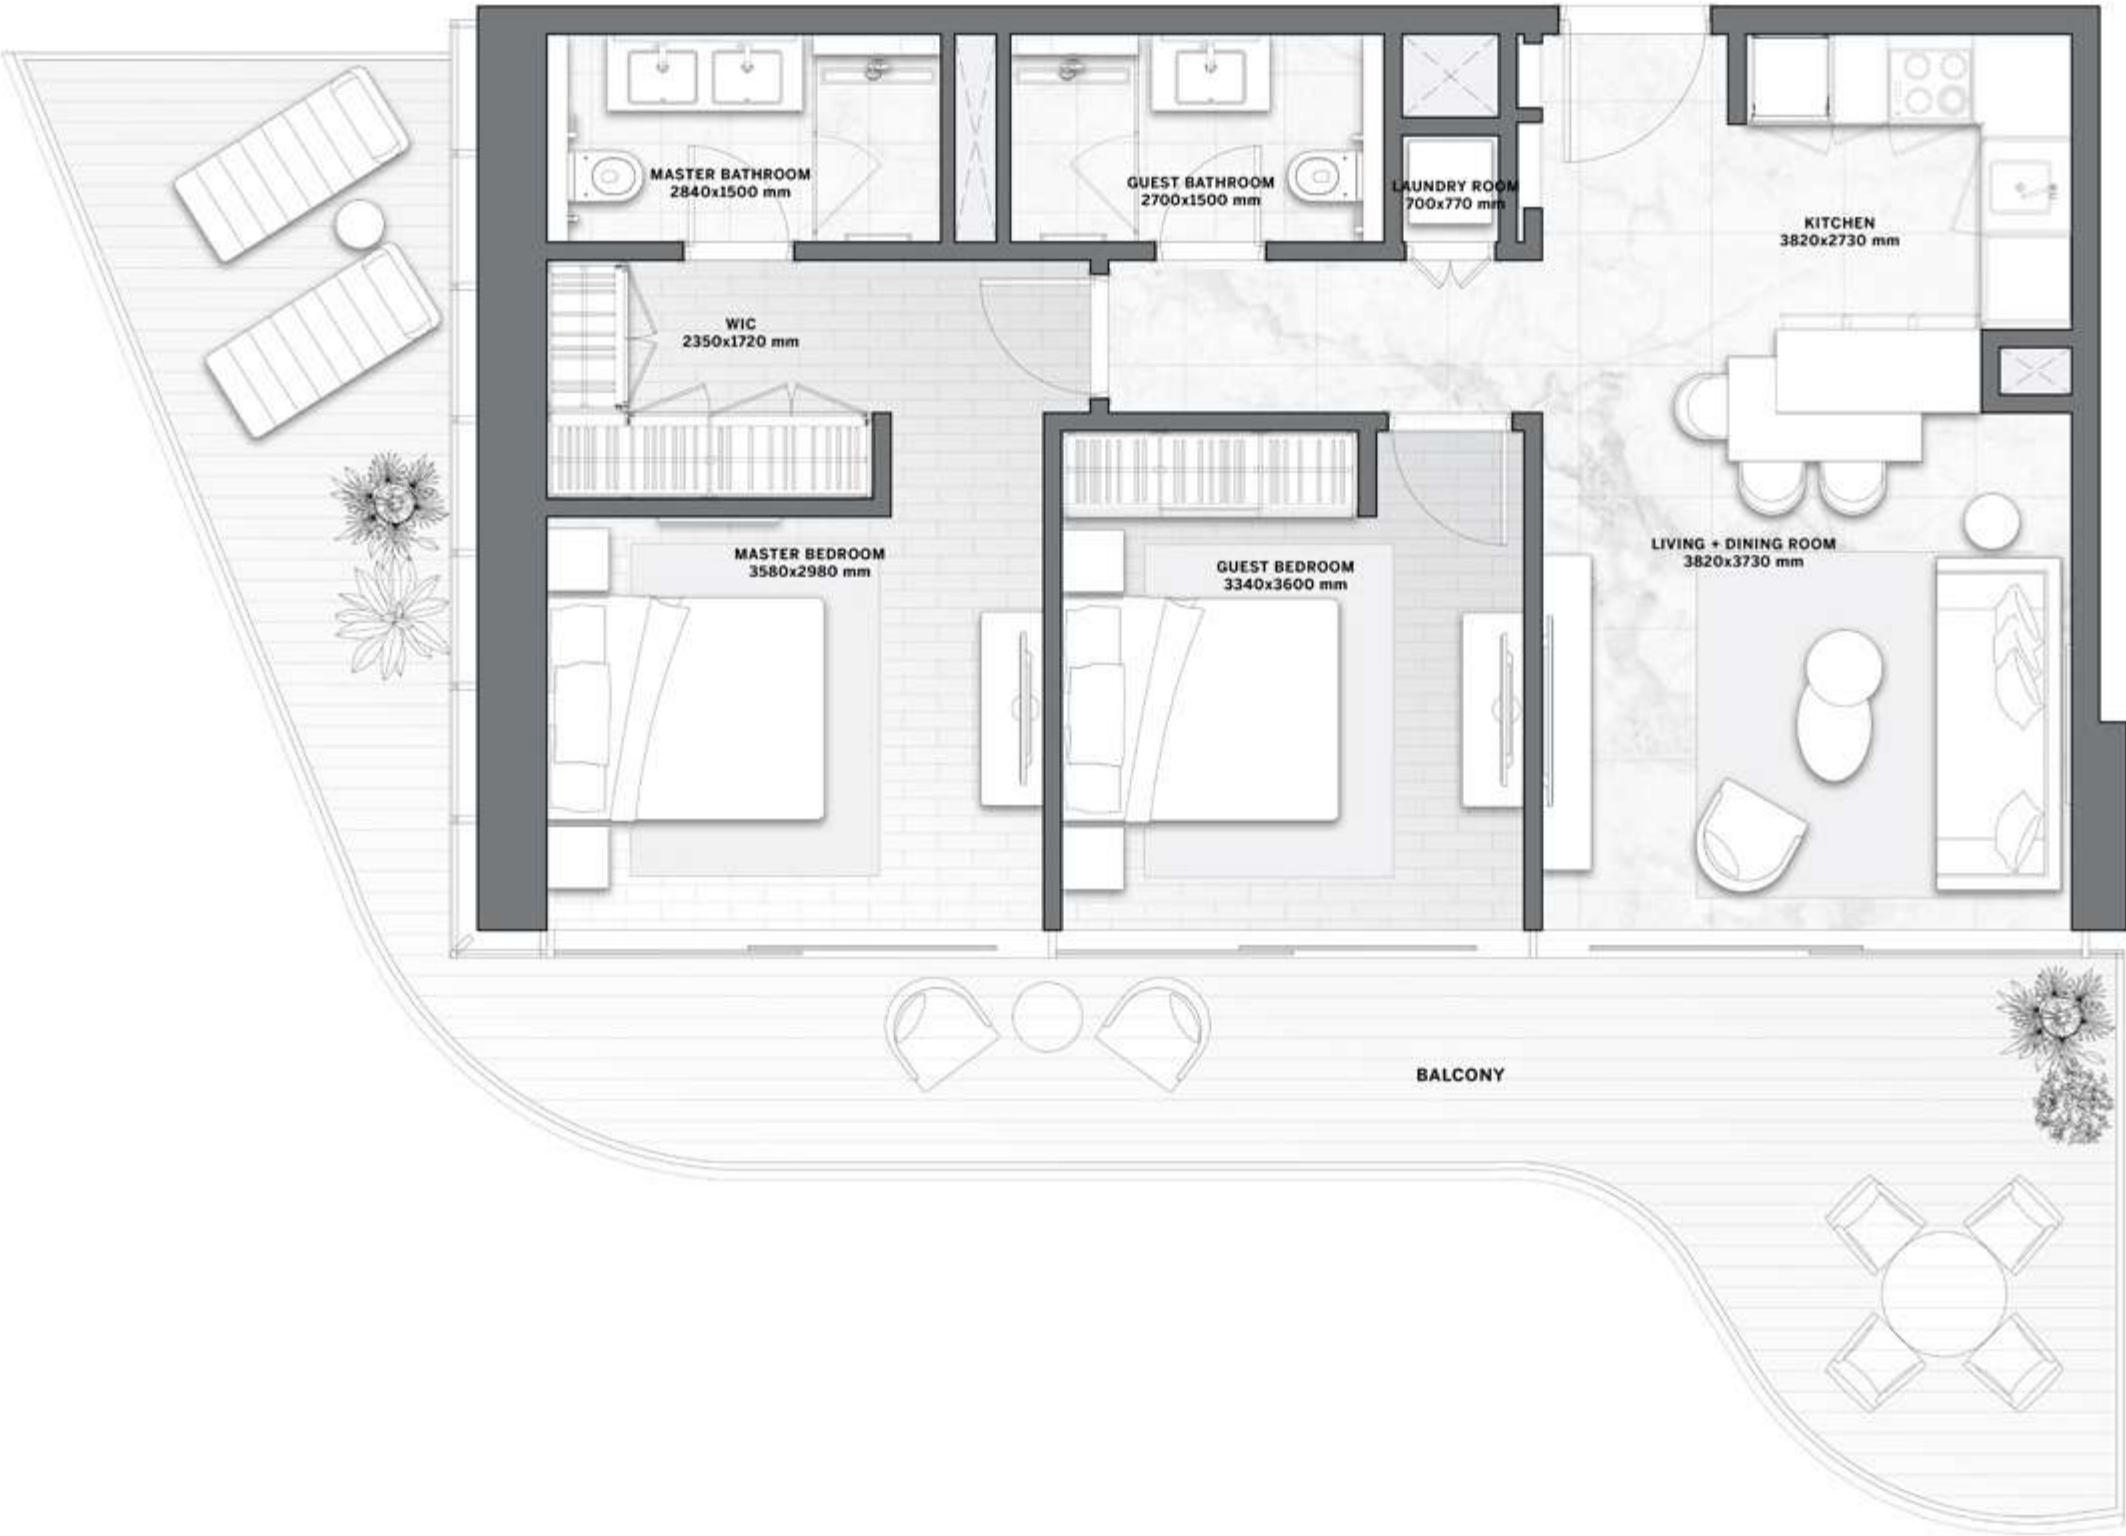 MASTER BATHROOM
2840x1500 mm
GUEST BATHROOM
2700x1500 mm
LAUNDRY ROOM
700x770 mm
KITCHEN
3820x2730 mm
WIC
2350x1720 mm
MASTER BEDROOM
3580x2980 mm
GUEST BEDROOM
3340x3600 mm
LIVING + DINING ROOM
3820x3730 mm
BALCONY